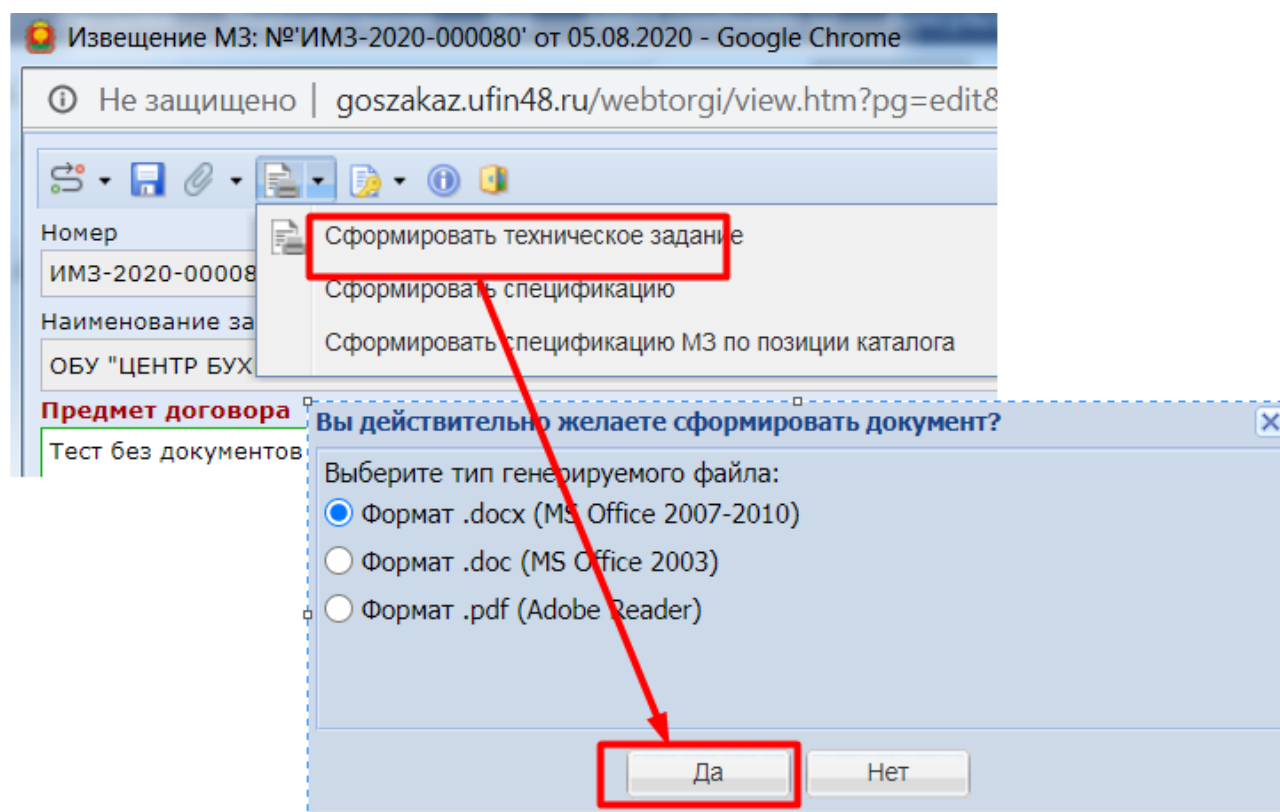 Извещение МЗ: №'ИМЗ-2020-000080' от 05.08.2020 - Google Chrome
Не защищено | goszakaz.ufin48.ru/webtorgi/view.htm?pg=edit&
Номер
ИМЗ-2020-00008
Сформировать техническое задание
Сформировать спецификацию
Сформировать спецификацию МЗ по позиции каталога
Наименование за
ОБУ "ЦЕНТР БУХ
Предмет договора
Тест без документов
Вы действительно желаете сформировать документ?
Выберите тип генерируемого файла:
Формат .docx (MS Office 2007-2010)
Формат .doc (MS Office 2003)
Формат .pdf (Adobe Reader)
Да
Нет